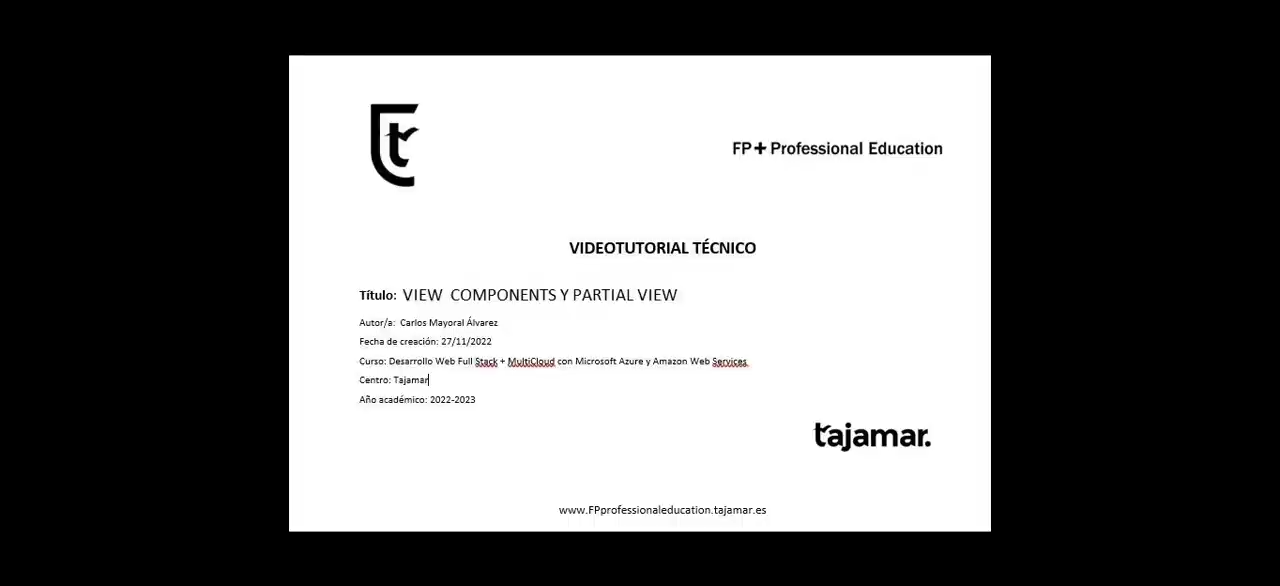 FP+ Professional Education
VIDEOTUTORIAL TÉCNICO
Título: VIEW COMPONENTS Y PARTIAL VIEW
Autor/a: Carlos Mayoral Álvarez
Fecha de creación: 27/11/2022
Curso: Desarrollo Web Full Stack + MultiCloud con Microsoft Azure y Amazon Web Services
Centro: Tajamar
Año académico: 2022-2023
tajamar.
www.FPprofessionaleducation.tajamar.es